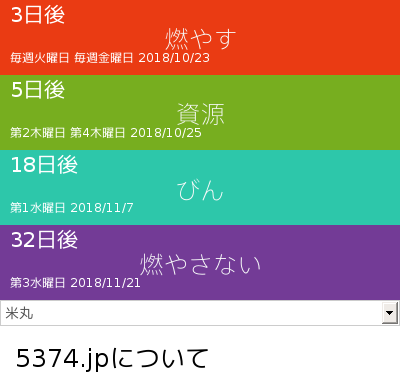 3日後
燃やす
毎週火曜日 毎週金曜日 2018/10/23
5日後
資源
第2木曜日 第4木曜日 2018/10/25
18日後
びん
第1水曜日 2018/11/7
32日後
燃やさない
第3水曜日 2018/11/21
米丸
5374.jpについて